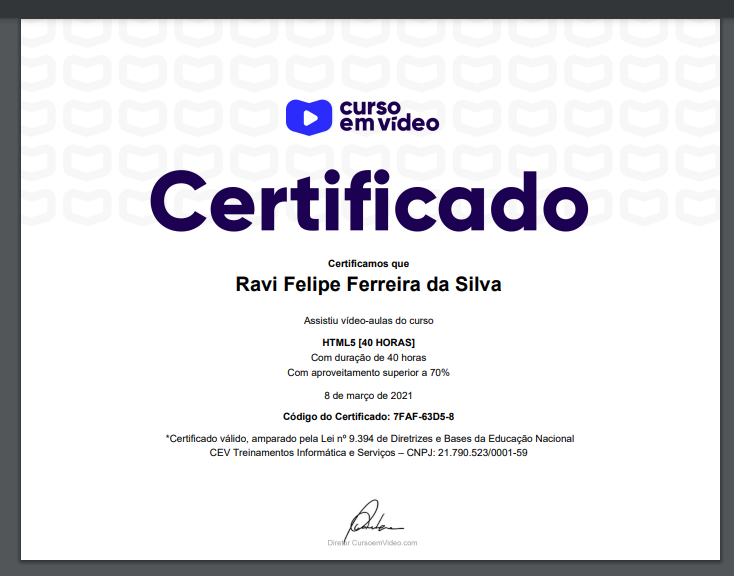 curso
em vídeo
Certificado
Certificamos que
Ravi Felipe Ferreira da Silva
Assistiu vídeo-aulas do curso
HTML5 [40 HORAS]
Com duração de 40 horas
Com aproveitamento superior a 70%
8 de março de 2021
Código do Certificado: 7FAF-63D5-8
*Certificado válido, amparado pela Lei nº 9.394 de Diretrizes e Bases da Educação Nacional
CEV Treinamentos Informática e Serviços – CNPJ: 21.790.523/0001-59
Diretor CursoemVideo.com